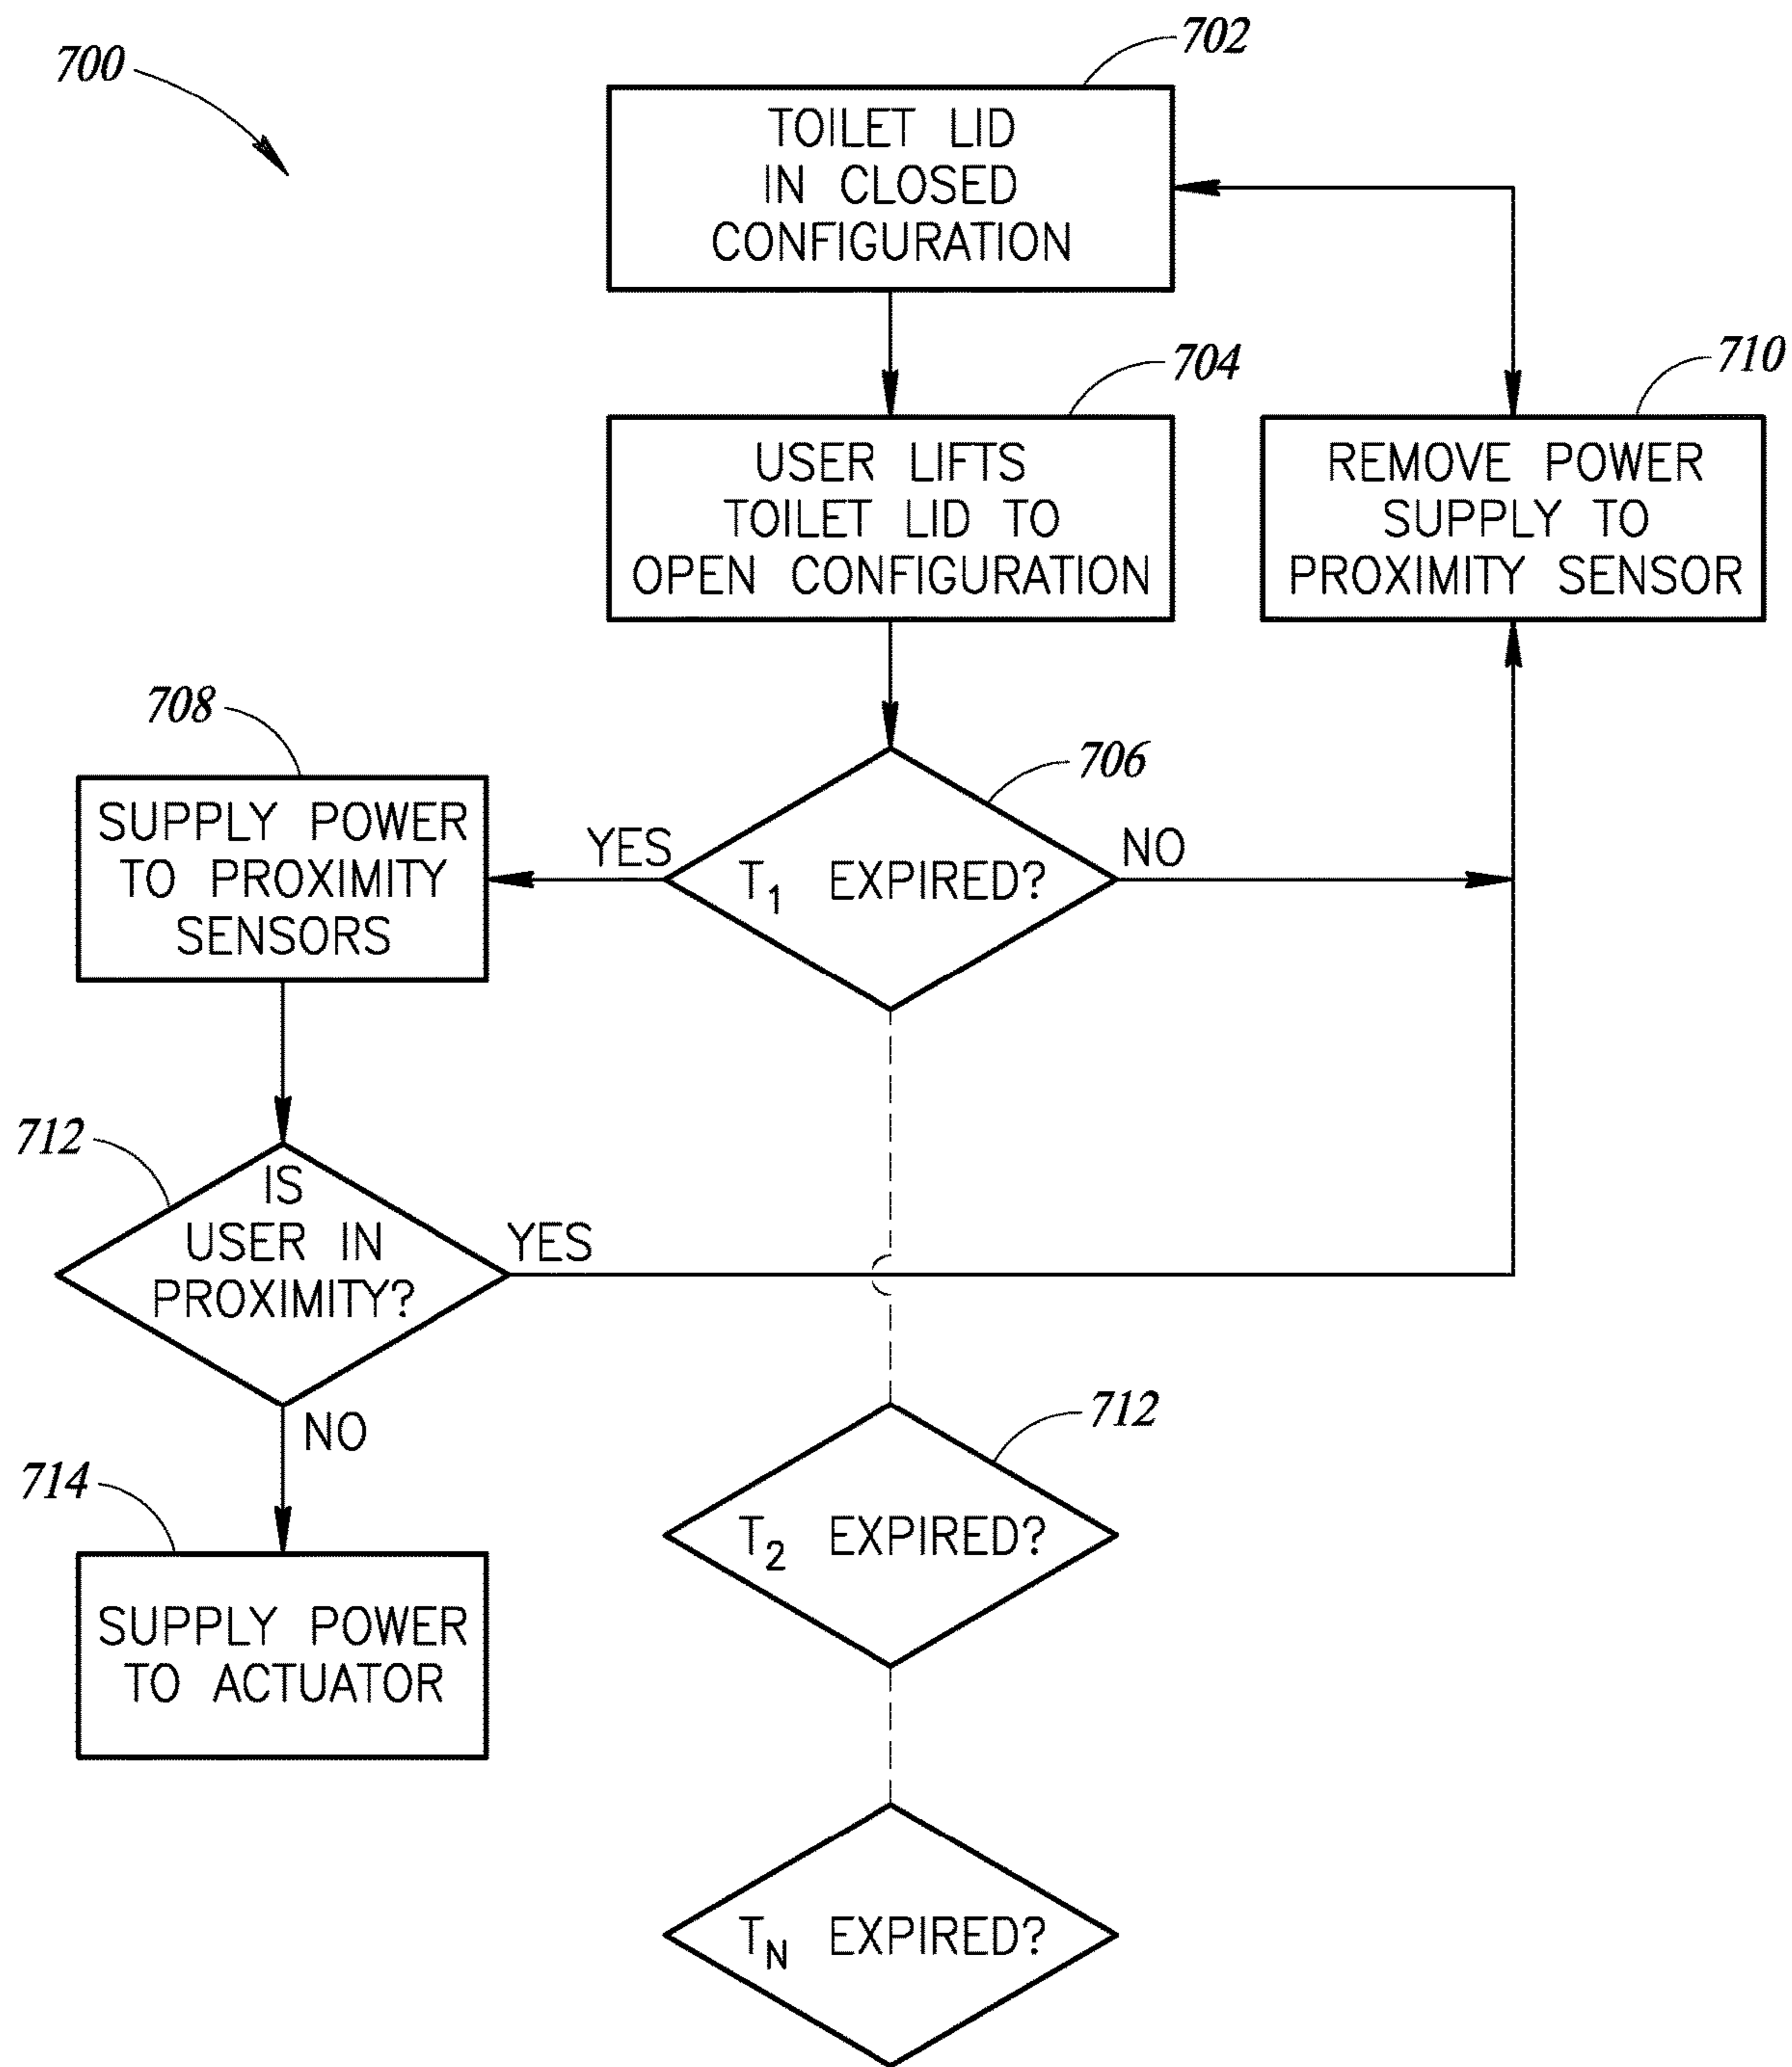 700
702
TOILET LID
IN CLOSED
CONFIGURATION
704
USER LIFTS
TOILET LID TO
OPEN CONFIGURATION
710
REMOVE POWER
SUPPLY TO
PROXIMITY SENSOR
706
T1 EXPIRED?
YES
NO
708
SUPPLY POWER
TO PROXIMITY
SENSORS
712
IS
USER IN
PROXIMITY?
YES
NO
714
SUPPLY POWER
TO ACTUATOR
712
T2 EXPIRED?
TN EXPIRED?